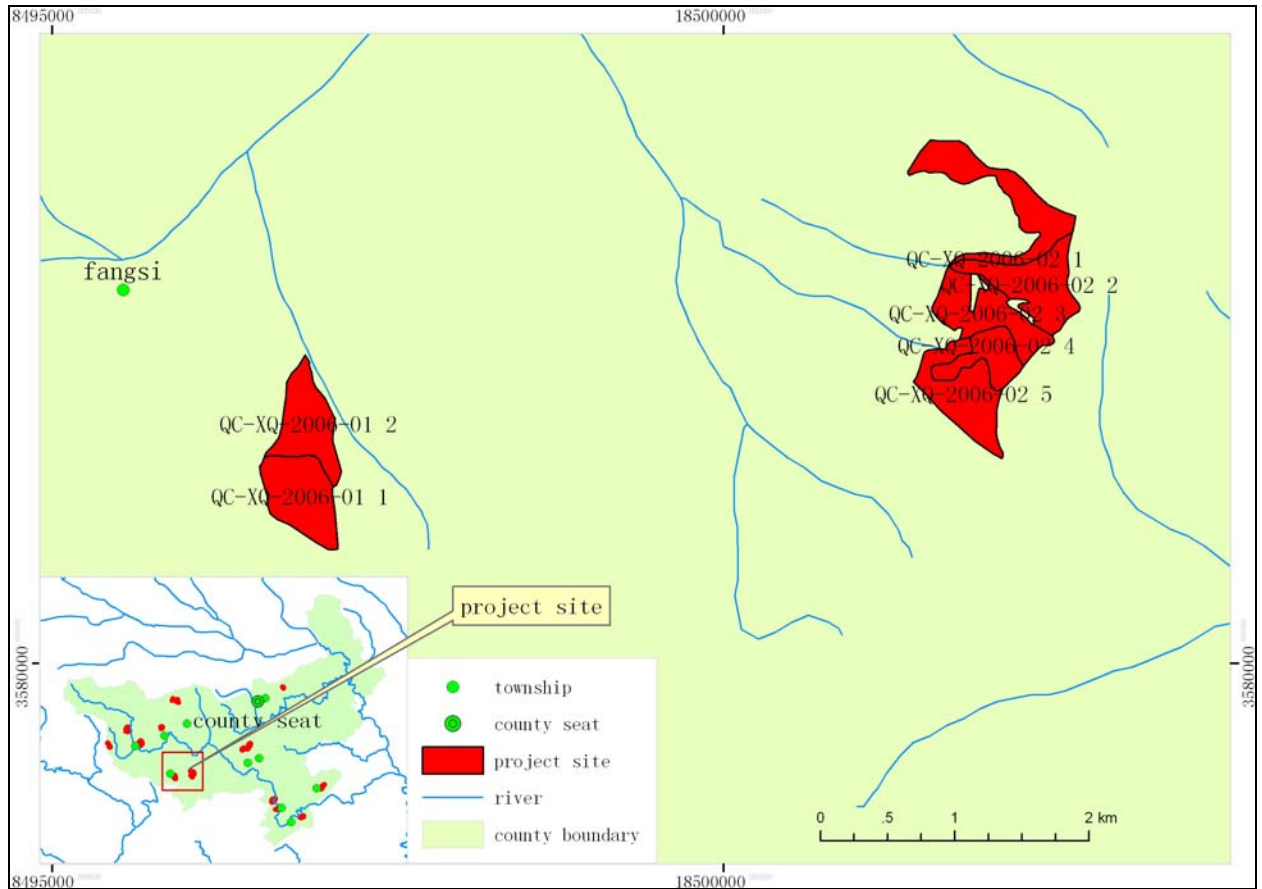 8495000
18500000
fangsi
QC-XQ-2006-02 1
QC-XQ-2006-02 2
QC-XQ-2006-02 3
QC-XQ-2006-02 4
QC-XQ-2006-02 5
QC-XQ-2006-01 2
QC-XQ-2006-01 1
project site
3580000
3580000
county seat
township
county seat
project site
river
county boundary
0 .5 1 2 km
8495000
18500000